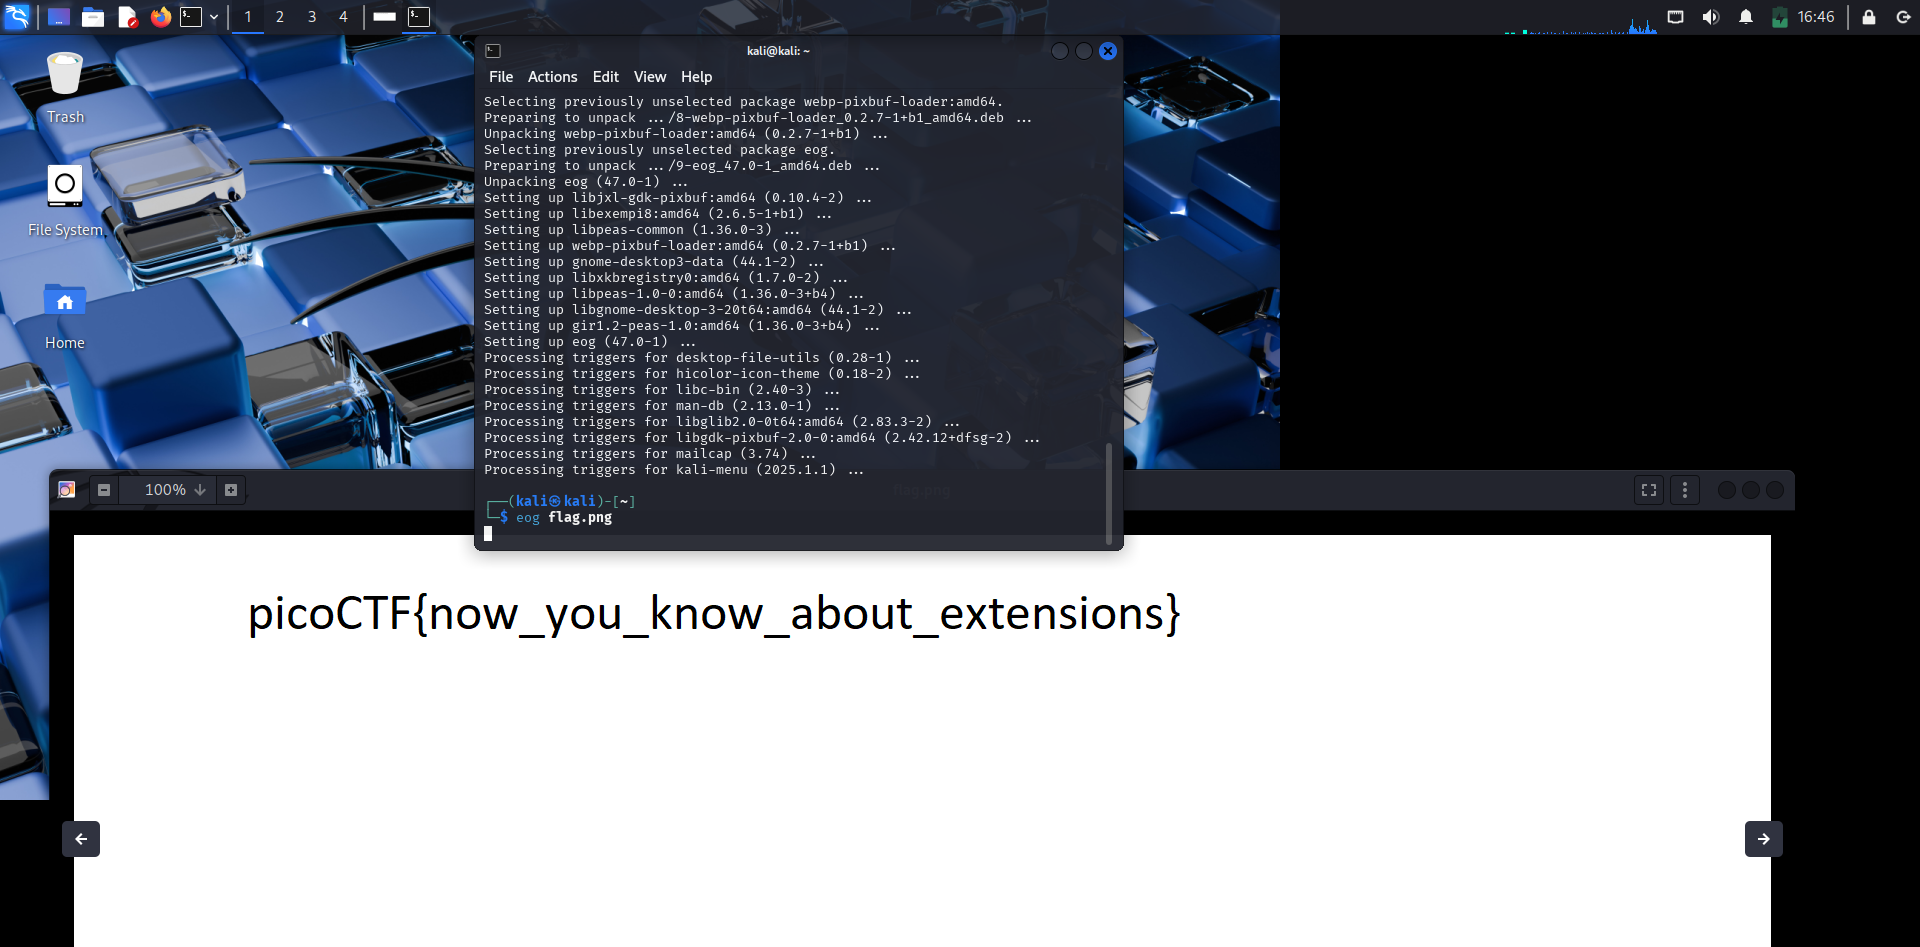 1 2 3 4
16:46
Trash
File System
Home
kali@kali: ~
File Actions Edit View Help
Selecting previously unselected package webp-pixbuf-loader:amd64.
Preparing to unpack .../8-webp-pixbuf-loader_0.2.7-1+b1_amd64.deb ...
Unpacking webp-pixbuf-loader:amd64 (0.2.7-1+b1) ...
Selecting previously unselected package eog.
Preparing to unpack .../9-eog_47.0-1_amd64.deb ...
Unpacking eog (47.0-1) ...
Setting up libjxl-gdk-pixbuf:amd64 (0.10.4-2) ...
Setting up libexempi8:amd64 (2.6.5-1+b1) ...
Setting up libpeas-common (1.36.0-3) ...
Setting up webp-pixbuf-loader:amd64 (0.2.7-1+b1) ...
Setting up gnome-desktop3-data (44.1-2) ...
Setting up libxkbregistry0:amd64 (1.7.0-2) ...
Setting up libpeas-1.0-0:amd64 (1.36.0-3+b4) ...
Setting up libgnome-desktop-3-20t64:amd64 (44.1-2) ...
Setting up gir1.2-peas-1.0:amd64 (1.36.0-3+b4) ...
Setting up eog (47.0-1) ...
Processing triggers for desktop-file-utils (0.28-1) ...
Processing triggers for hicolor-icon-theme (0.18-2) ...
Processing triggers for libc-bin (2.40-3) ...
Processing triggers for man-db (2.13.0-1) ...
Processing triggers for libglib2.0-0t64:amd64 (2.83.3-2) ...
Processing triggers for libgdk-pixbuf-2.0-0:amd64 (2.42.12+dfsg-2) ...
Processing triggers for mailcap (3.74) ...
Processing triggers for kali-menu (2025.1.1) ...
┌──(kali㉿kali)-[~]
└─$ eog flag.png
100%
flag.png
picoCTF{now_you_know_about_extensions}